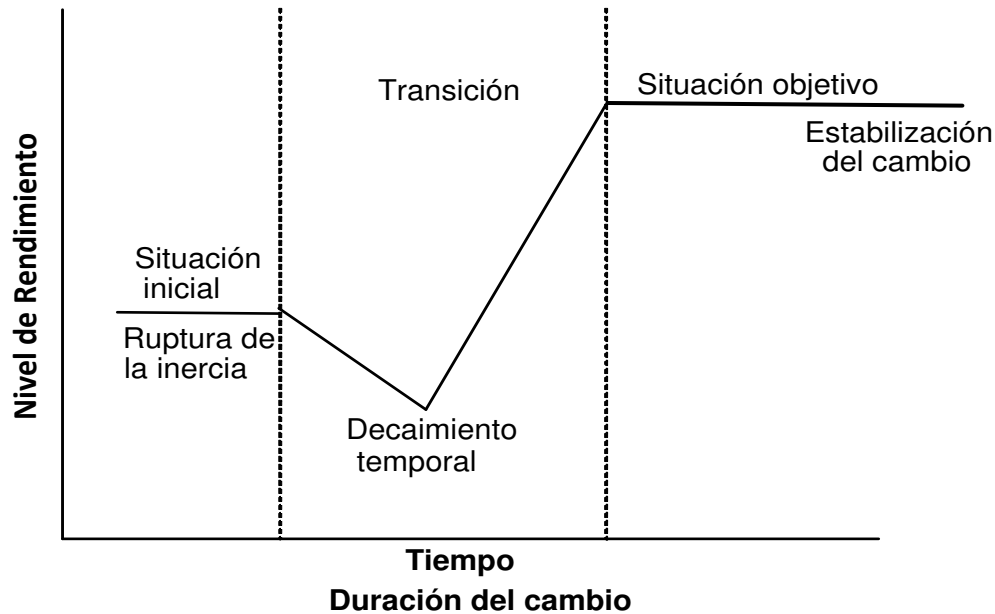 Transición
Situación objetivo
Estabilización
del cambio
Nivel de Rendimiento
Situación
inicial
Ruptura de
la inercia
Decaimiento
temporal
Tiempo
Duración del cambio